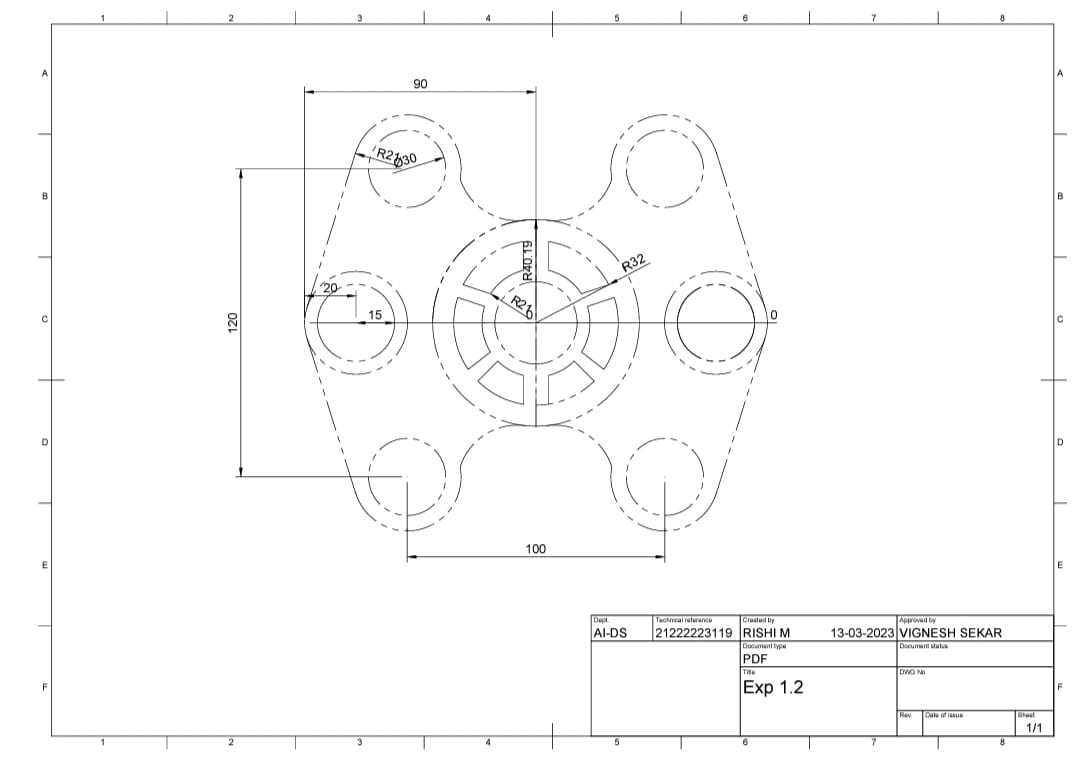 1 2 3 4 5 6 7 8
A A
90
R21 Ø30
B B
R40.19
R32
20
R21
15
0
0
120
C C
D D
100
E E
Dept. Technical reference Created by Approved by
AI-DS 21222223119 RISHI M 13-03-2023 VIGNESH SEKAR
Document type Document status
PDF
Title DWG No.
Exp 1.2
F F
Rev. Date of issue Sheet
1/1
1 2 3 4 5 6 7 8